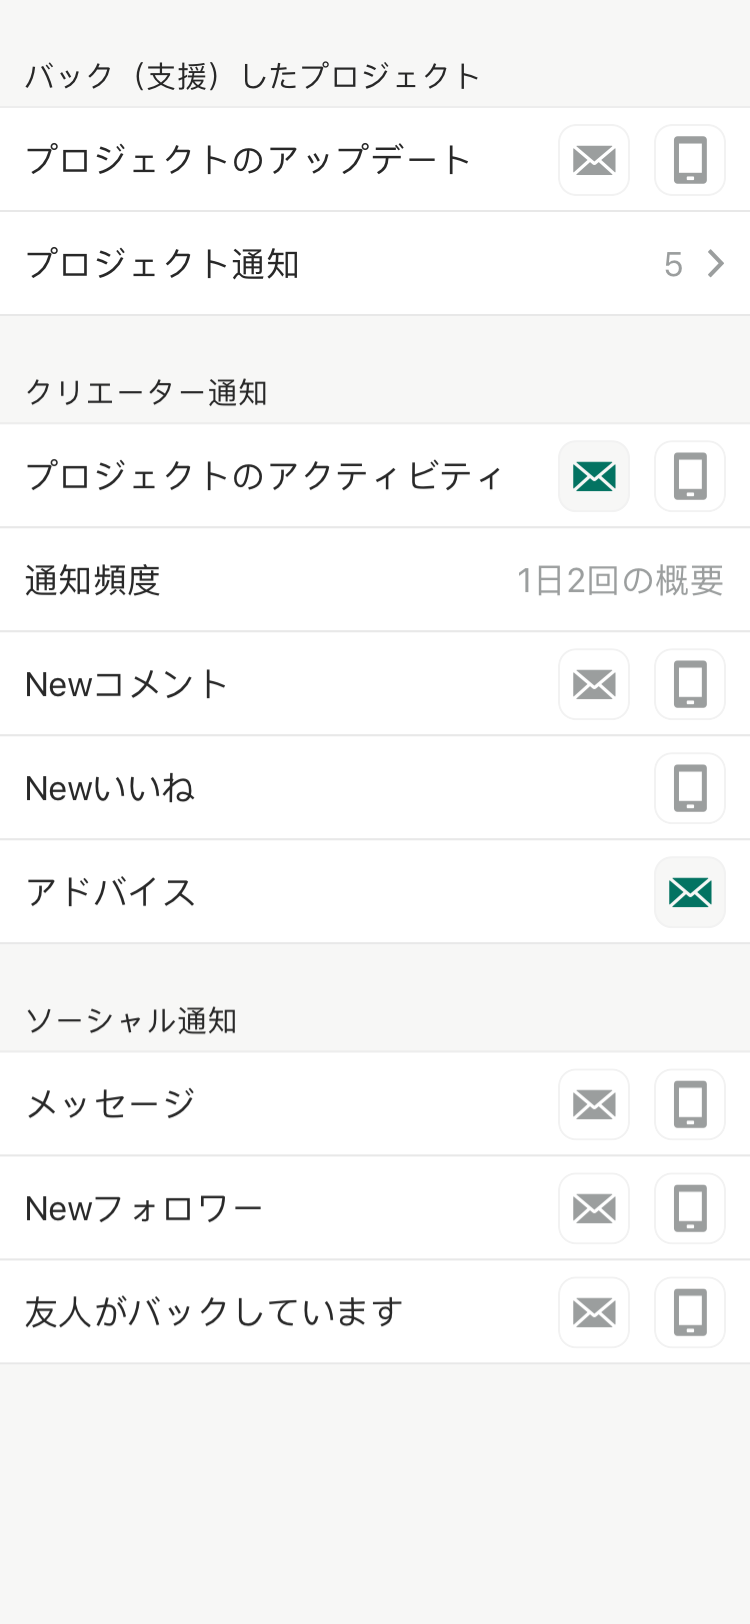 バック（支援）したプロジェクト
プロジェクトのアップデート
プロジェクト通知 5
クリエーター通知
プロジェクトのアクティビティ
通知頻度 1日2回の概要
Newコメント
Newいいね
アドバイス
ソーシャル通知
メッセージ
Newフォロワー
友人がバックしています